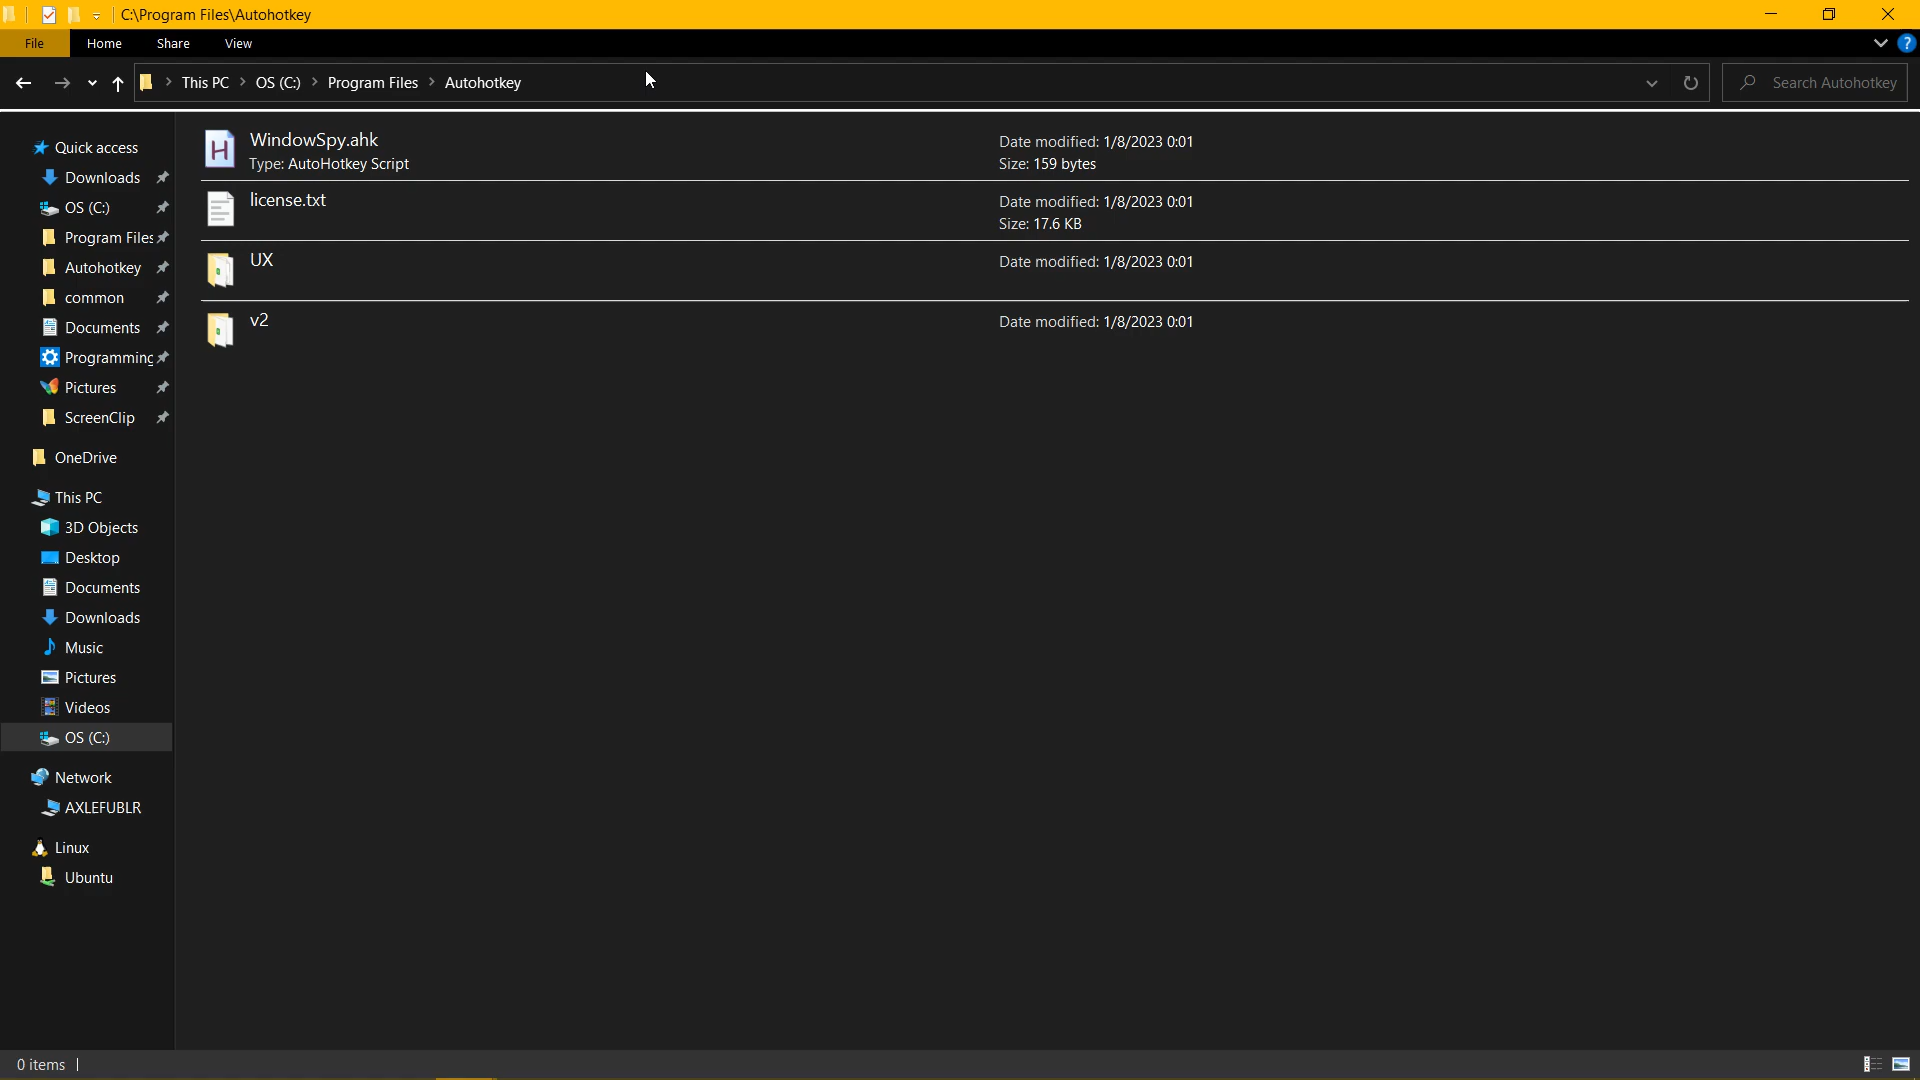 C:\Program Files\Autohotkey
File Home Share View
This PC OS (C:) Program Files Autohotkey
Search Autohotkey
Quick access
Downloads
OS (C:)
Program Files
Autohotkey
common
Documents
Programming
Pictures
ScreenClip
OneDrive
This PC
3D Objects
Desktop
Documents
Downloads
Music
Pictures
Videos
OS (C:)
Network
AXLEFUBLR
Linux
Ubuntu
WindowSpy.ahk
Type: AutoHotkey Script
Date modified: 1/8/2023 0:01
Size: 159 bytes
license.txt
Date modified: 1/8/2023 0:01
Size: 17.6 KB
UX
Date modified: 1/8/2023 0:01
v2
Date modified: 1/8/2023 0:01
0 items